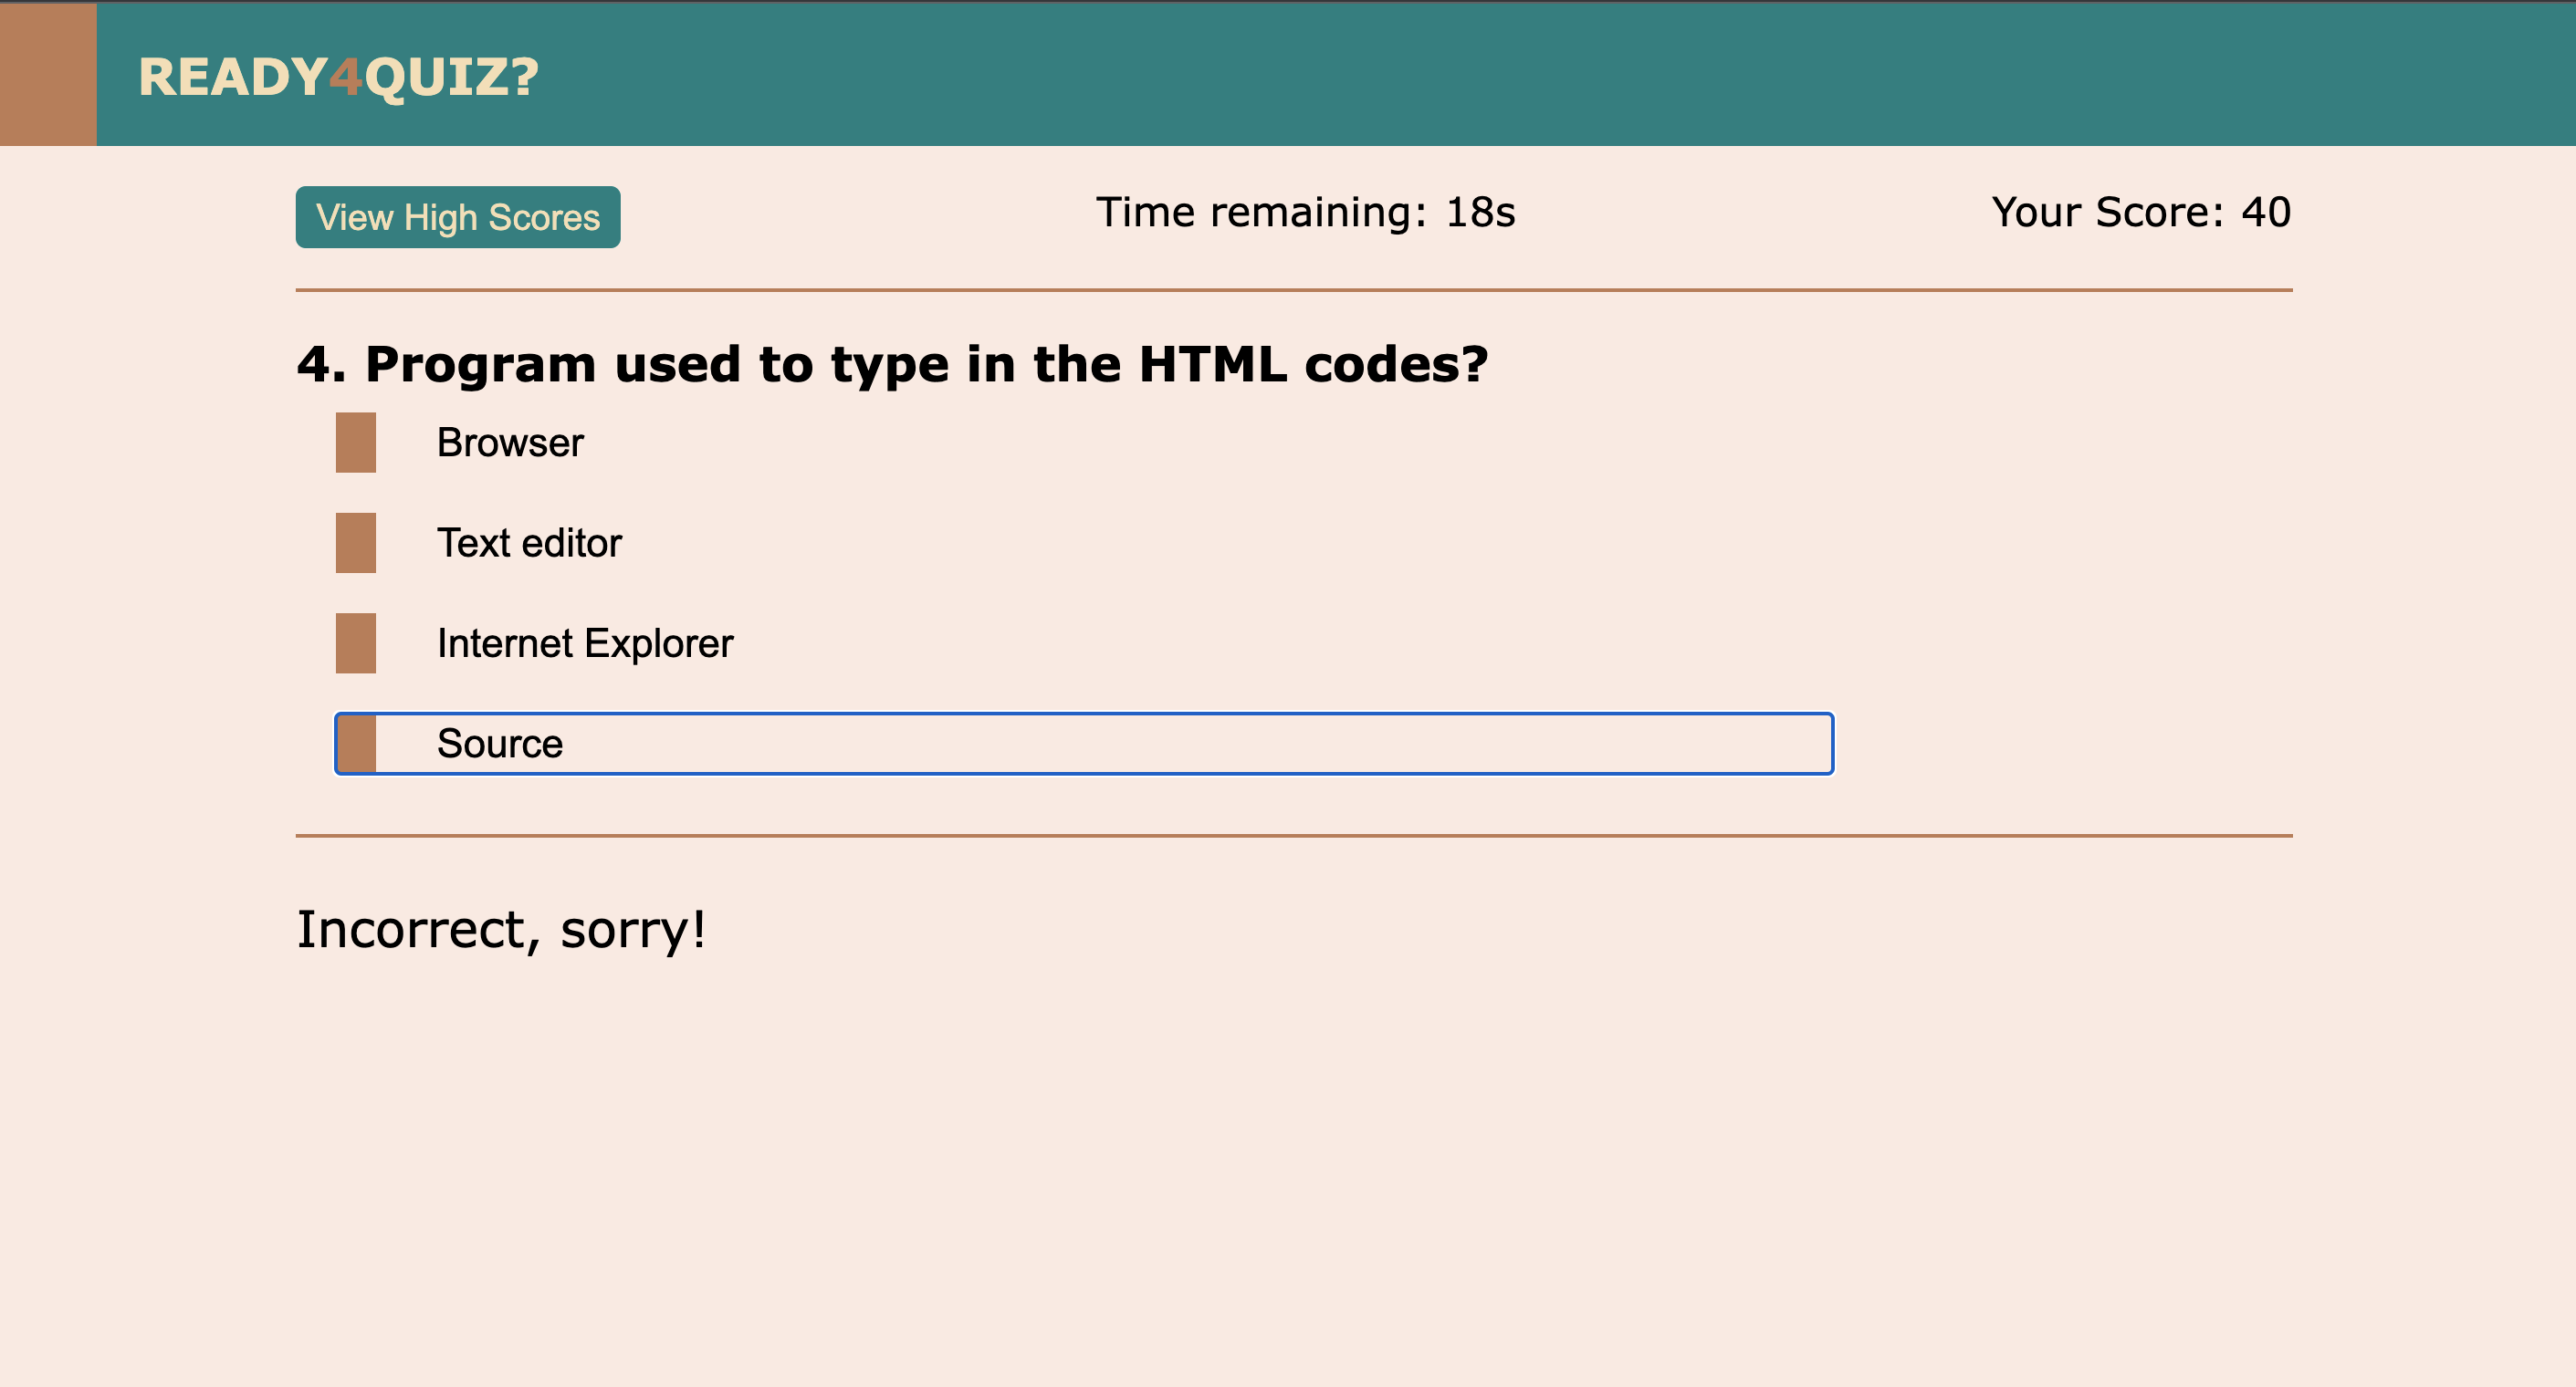 READY4QUIZ?
View High Scores
Time remaining: 18s
Your Score: 40
4. Program used to type in the HTML codes?
Browser
Text editor
Internet Explorer
Source
Incorrect, sorry!